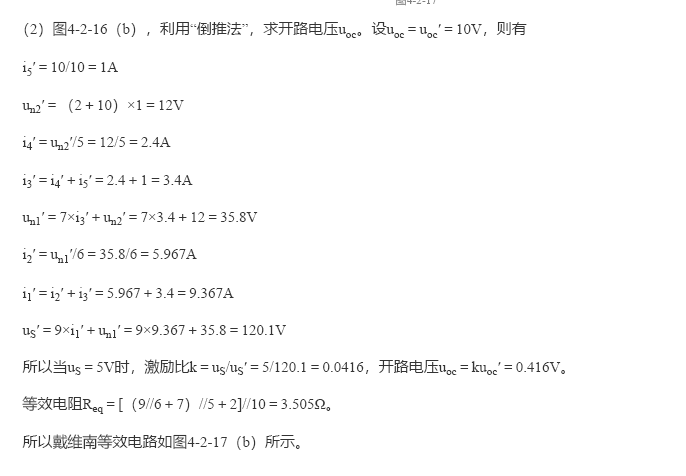 图4-2-17
（2）图4-2-16（b），利用“倒推法”，求开路电压uoc。设uoc＝uoc′＝10V，则有
i5′＝10/10＝1A
un2′＝（2＋10）×1＝12V
i4′＝un2′/5＝12/5＝2.4A
i3′＝i4′＋i5′＝2.4＋1＝3.4A
un1′＝7×i3′＋un2′＝7×3.4＋12＝35.8V
i2′＝un1′/6＝35.8/6＝5.967A
i1′＝i2′＋i3′＝5.967＋3.4＝9.367A
uS′＝9×i1′＋un1′＝9×9.367＋35.8＝120.1V
所以当uS＝5V时，激励比k＝uS/uS′＝5/120.1＝0.0416，开路电压uoc＝kuoc′＝0.416V。
等效电阻Req＝[（9//6＋7）//5＋2]//10＝3.505Ω。
所以戴维南等效电路如图4-2-17（b）所示。